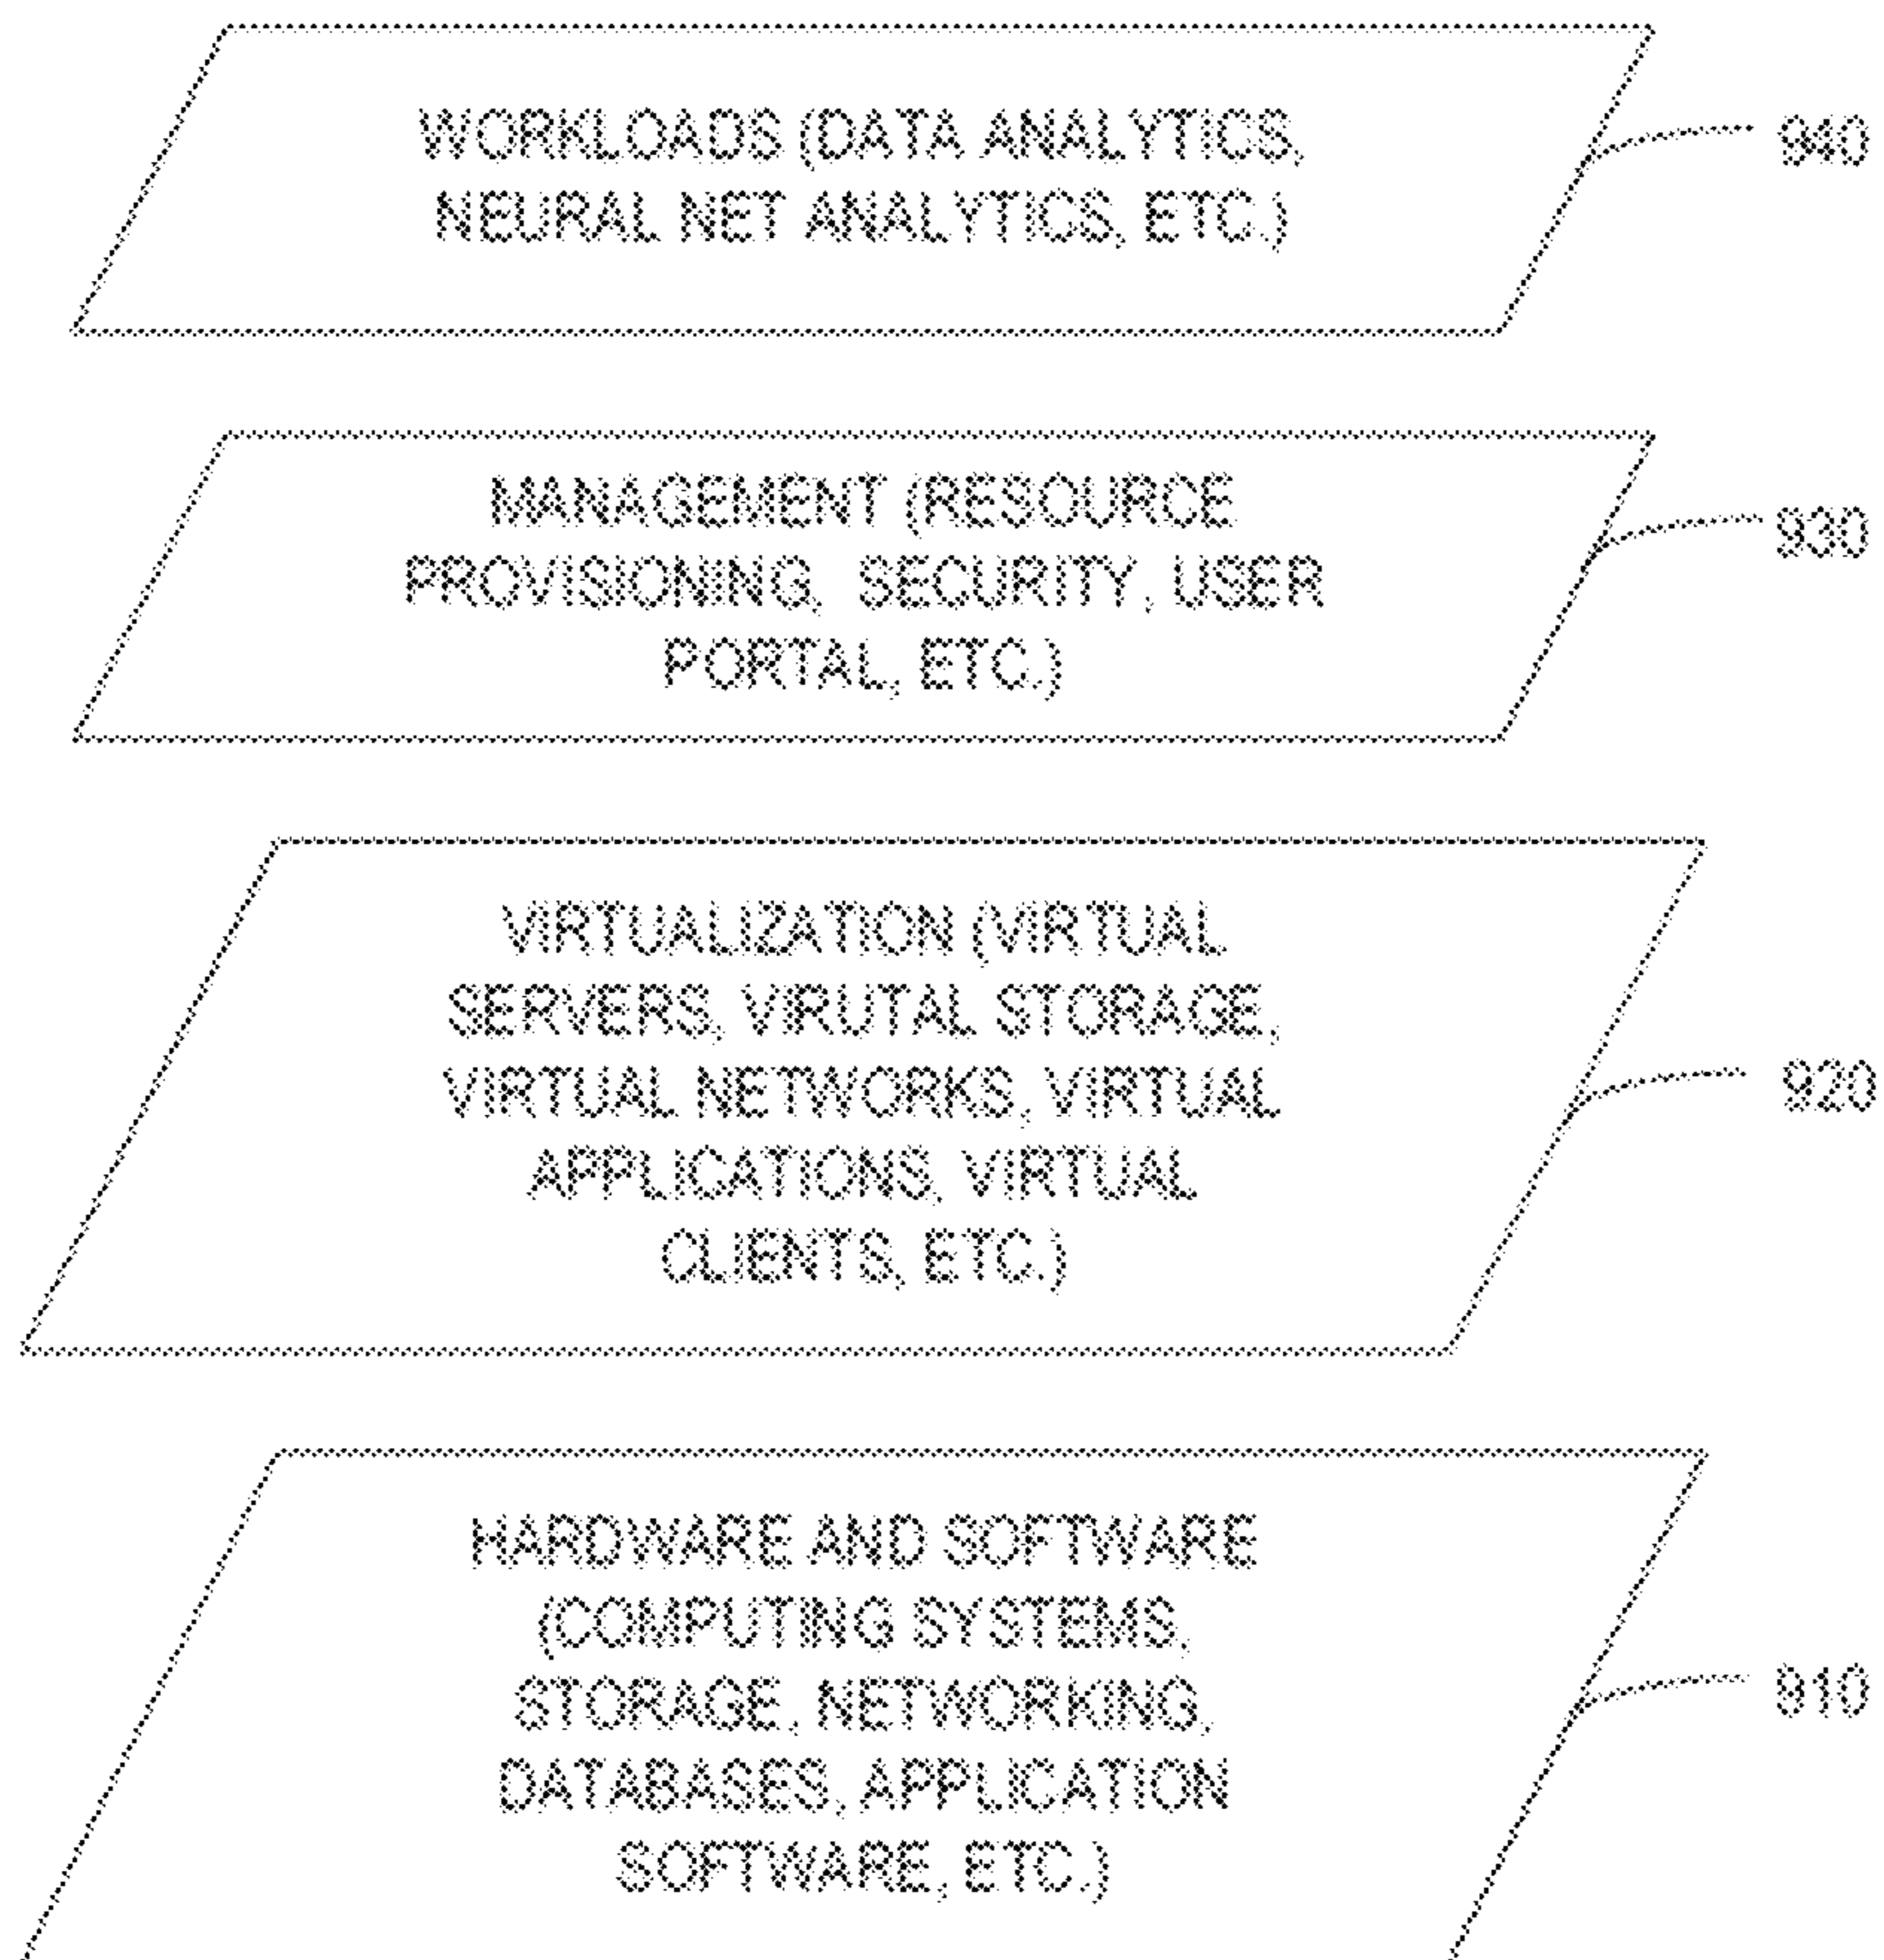 WORKLOADS (DATA ANALYTICS,
NEURAL NET ANALYTICS, ETC.)
940
MANAGEMENT (RESOURCE
PROVISIONING, SECURITY, USER
PORTAL, ETC.)
930
VIRTUALIZATION (VIRTUAL
SERVERS, VIRUTAL STORAGE,
VIRTUAL NETWORKS, VIRTUAL
APPLICATIONS, VIRTUAL
CLIENTS, ETC.)
920
HARDWARE AND SOFTWARE
(COMPUTING SYSTEMS,
STORAGE, NETWORKING,
DATABASES, APPLICATION
SOFTWARE, ETC.)
910